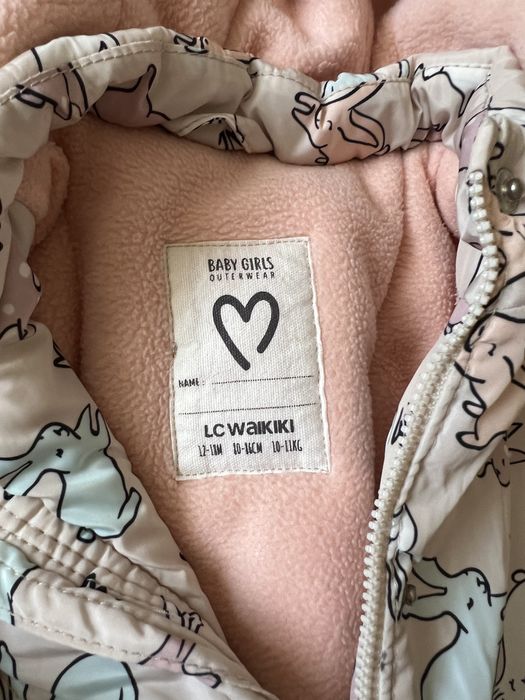 BABY GIRLS
OUTERWEAR
NAME:
LC WAIKIKI
12-18M 80-86CM 10-11KG